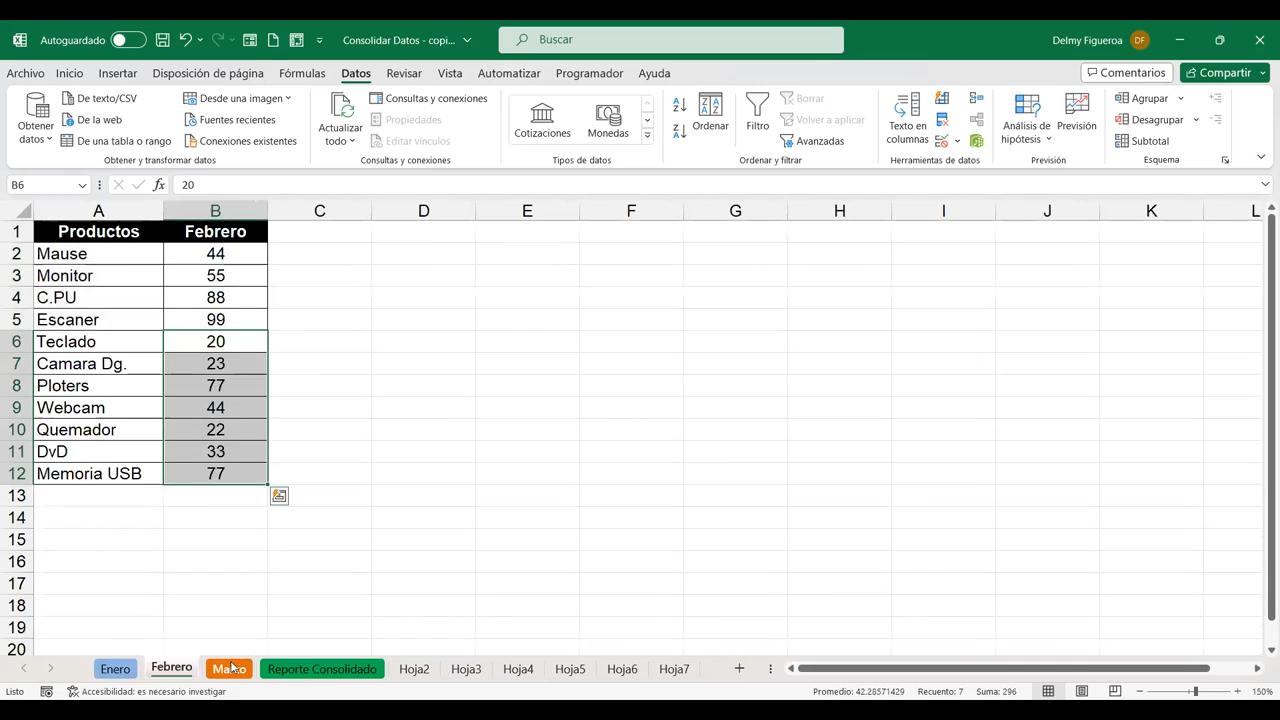 Autoguardado
Consolidar Datos - copi...
Buscar
Delmy Figueroa
DF
Archivo Inicio Insertar Disposición de página Fórmulas Datos Revisar Vista Automatizar Programador Ayuda
Comentarios
Compartir
Obtener datos
De texto/CSV
De la web
De una tabla o rango
Desde una imagen
Fuentes recientes
Conexiones existentes
Obtener y transformar datos
Actualizar todo
Consultas y conexiones
Propiedades
Editar vínculos
Consultas y conexiones
Cotizaciones
Monedas
Tipos de datos
Ordenar
Filtro
Borrar
Volver a aplicar
Avanzadas
Ordenar y filtrar
Texto en columnas
Herramientas de datos
Análisis de hipótesis
Previsión
Previsión
Agrupar
Desagrupar
Subtotal
Esquema
B6
fx
20
A B C D E F G H I J K L
1 Productos Febrero
2 Mause 44
3 Monitor 55
4 C.PU 88
5 Escaner 99
6 Teclado 20
7 Camara Dg. 23
8 Ploters 77
9 Webcam 44
10 Quemador 22
11 DvD 33
12 Memoria USB 77
13
14
15
16
17
18
19
20
Enero Febrero Marzo Reporte Consolidado Hoja2 Hoja3 Hoja4 Hoja5 Hoja6 Hoja7
Listo
Accesibilidad: es necesario investigar
Promedio: 42.28571429 Recuento: 7 Suma: 296
150%